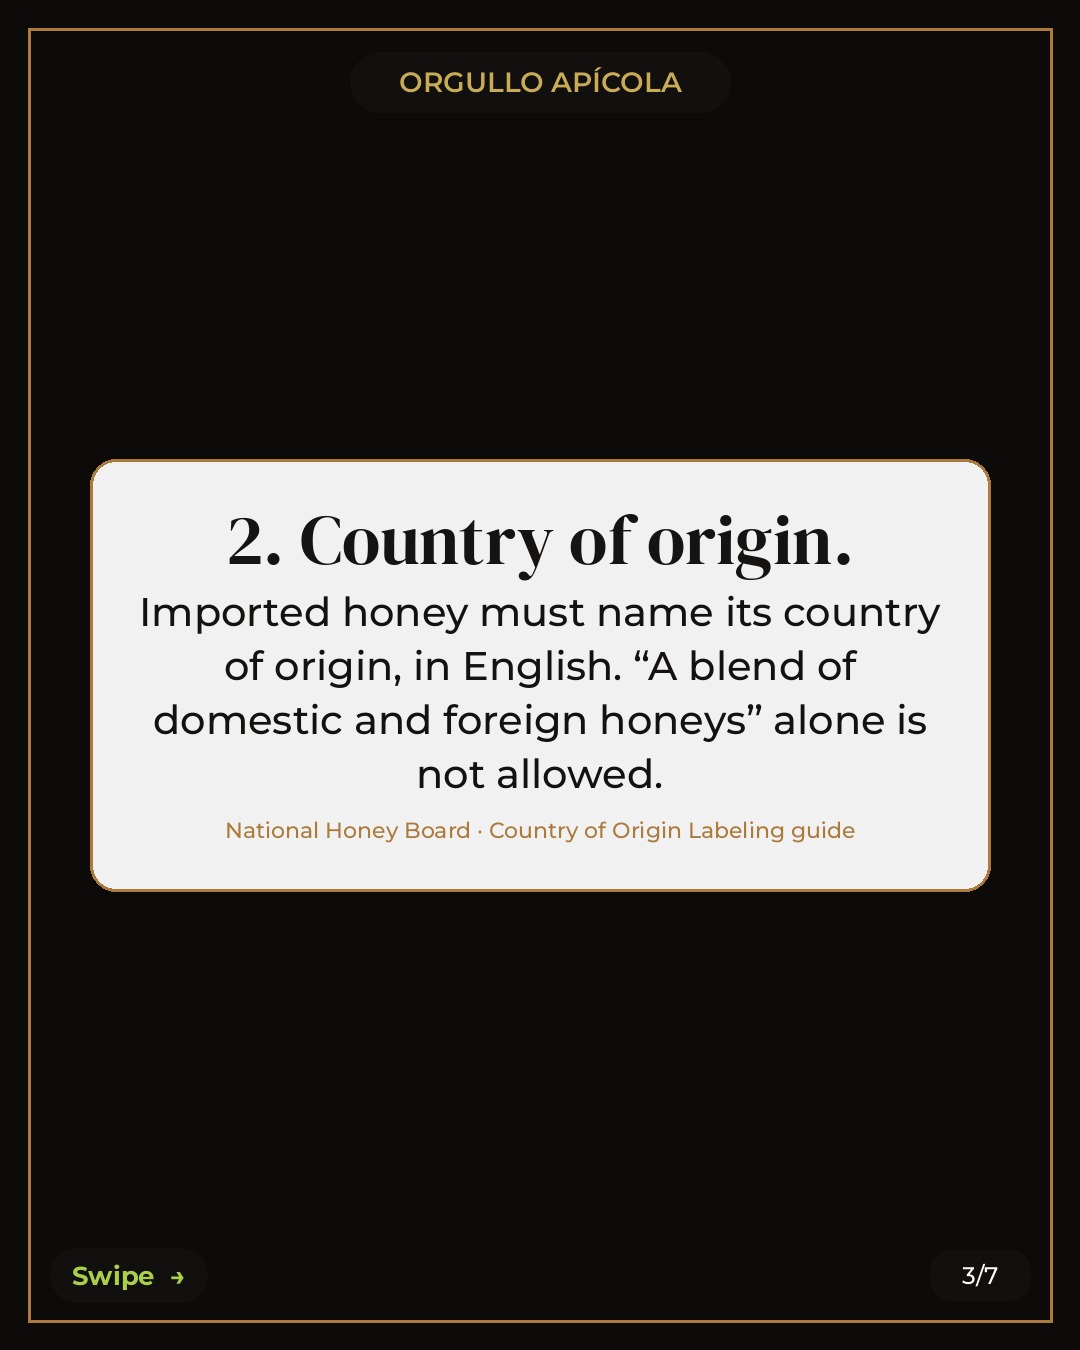 ORGULLO APÍCOLA
2. Country of origin.
Imported honey must name its country
of origin, in English. “A blend of
domestic and foreign honeys” alone is
not allowed.
National Honey Board · Country of Origin Labeling guide
Swipe →
3/7